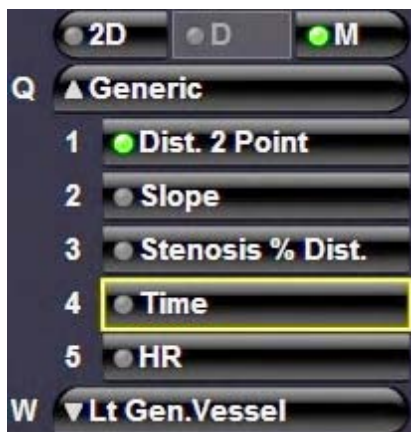 2D D M
Q Generic
1 Dist. 2 Point
2 Slope
3 Stenosis % Dist.
4 Time
5 HR
W Lt Gen.Vessel